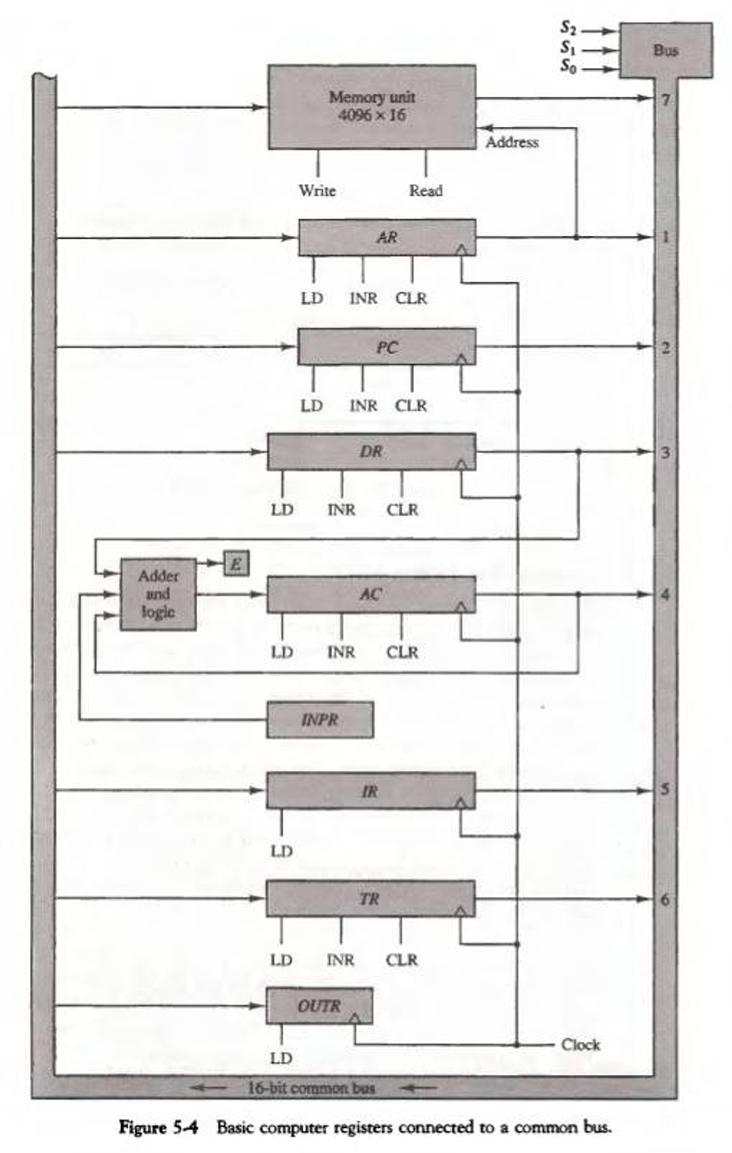 S2
S1
S0
Bus
Memory unit
4096 × 16
7
Address
Write Read
AR
1
LD INR CLR
PC
2
LD INR CLR
DR
3
LD INR CLR
E
Adder
and
logic
AC
4
LD INR CLR
INPR
IR
5
LD
TR
6
LD INR CLR
OUTR
LD
Clock
16-bit common bus
Figure 5-4 Basic computer registers connected to a common bus.